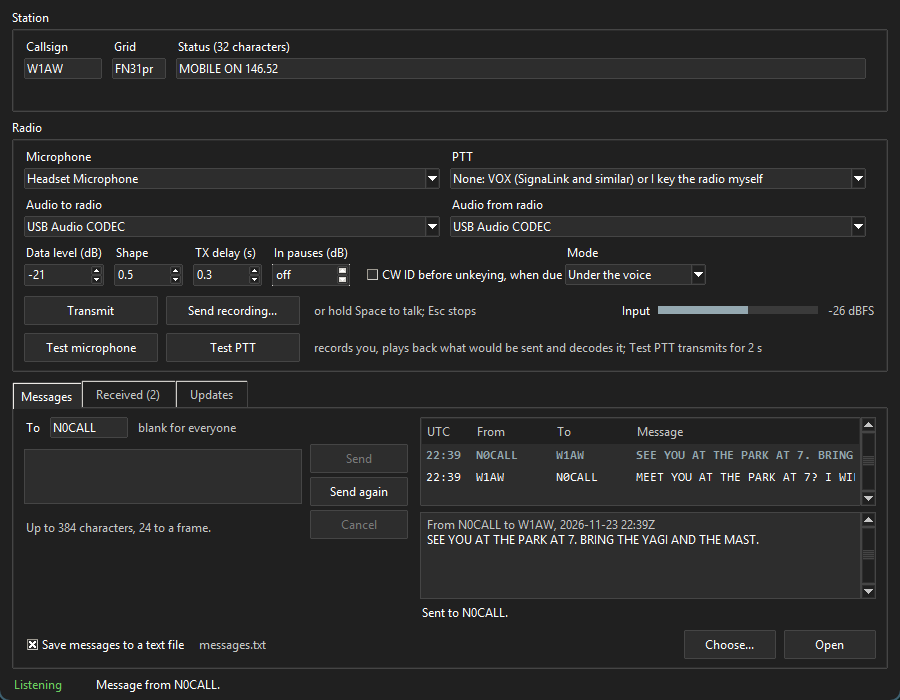 Station
Callsign Grid Status (32 characters)
W1AW FN31pr MOBILE ON 146.52
Radio
Microphone PTT
Headset Microphone None: VOX (SignaLink and similar) or I key the radio myself
Audio to radio Audio from radio
USB Audio CODEC USB Audio CODEC
Data level (dB) Shape TX delay (s) In pauses (dB) Mode
-21 0.5 0.3 off CW ID before unkeying, when due Under the voice
Transmit Send recording... or hold Space to talk; Esc stops Input -26 dBFS
Test microphone Test PTT records you, plays back what would be sent and decodes it; Test PTT transmits for 2 s
Messages Received (2) Updates
To N0CALL blank for everyone
Send
Send again
Cancel
Up to 384 characters, 24 to a frame.
UTC From To Message
22:39 N0CALL W1AW SEE YOU AT THE PARK AT 7. BRING
22:39 W1AW N0CALL MEET YOU AT THE PARK AT 7? I WI
From N0CALL to W1AW, 2026-11-23 22:39Z
SEE YOU AT THE PARK AT 7. BRING THE YAGI AND THE MAST.
Sent to N0CALL.
Save messages to a text file messages.txt Choose... Open
Listening Message from N0CALL.